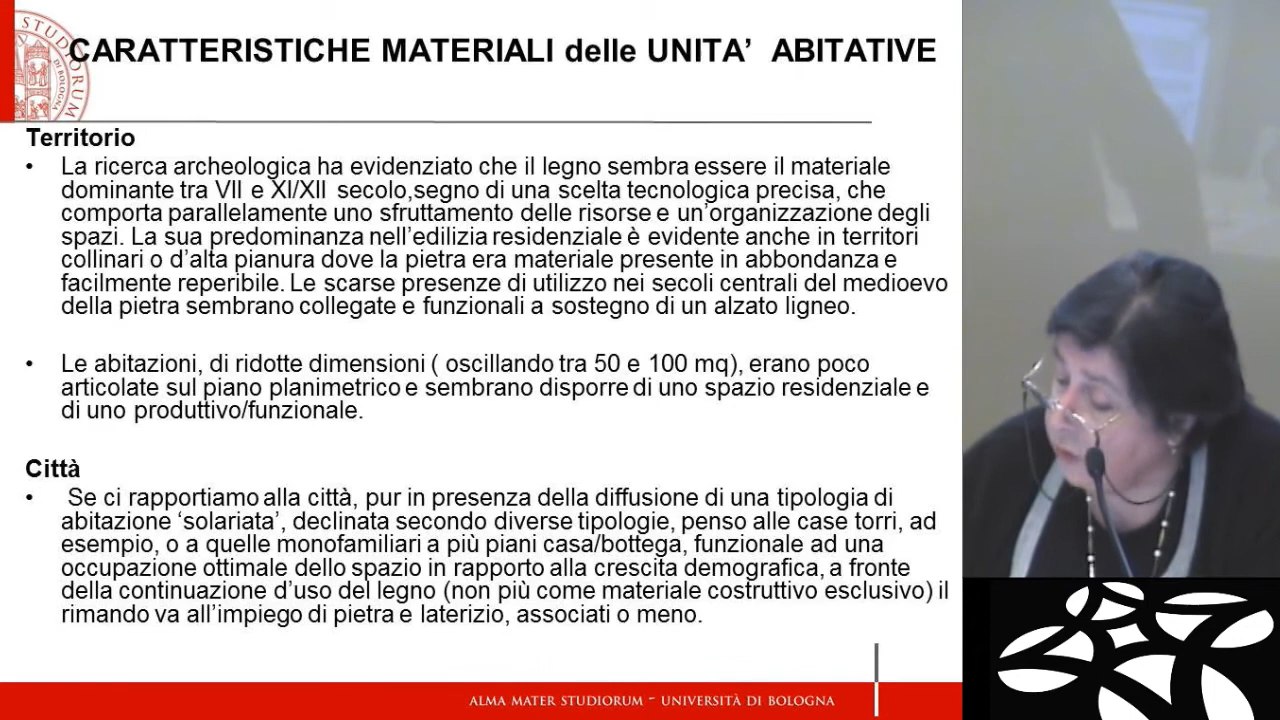 CARATTERISTICHE MATERIALI delle UNITA’ ABITATIVE
Territorio
• La ricerca archeologica ha evidenziato che il legno sembra essere il materiale
dominante tra VII e XI/XII secolo,segno di una scelta tecnologica precisa, che
comporta parallelamente uno sfruttamento delle risorse e un’organizzazione degli
spazi. La sua predominanza nell’edilizia residenziale è evidente anche in territori
collinari o d’alta pianura dove la pietra era materiale presente in abbondanza e
facilmente reperibile. Le scarse presenze di utilizzo nei secoli centrali del medioevo
della pietra sembrano collegate e funzionali a sostegno di un alzato ligneo.
• Le abitazioni, di ridotte dimensioni ( oscillando tra 50 e 100 mq), erano poco
articolate sul piano planimetrico e sembrano disporre di uno spazio residenziale e
di uno produttivo/funzionale.
Città
• Se ci rapportiamo alla città, pur in presenza della diffusione di una tipologia di
abitazione ‘solariata’, declinata secondo diverse tipologie, penso alle case torri, ad
esempio, o a quelle monofamiliari a più piani casa/bottega, funzionale ad una
occupazione ottimale dello spazio in rapporto alla crescita demografica, a fronte
della continuazione d’uso del legno (non più come materiale costruttivo esclusivo) il
rimando va all’impiego di pietra e laterizio, associati o meno.
ALMA MATER STUDIORUM ~ UNIVERSITÀ DI BOLOGNA